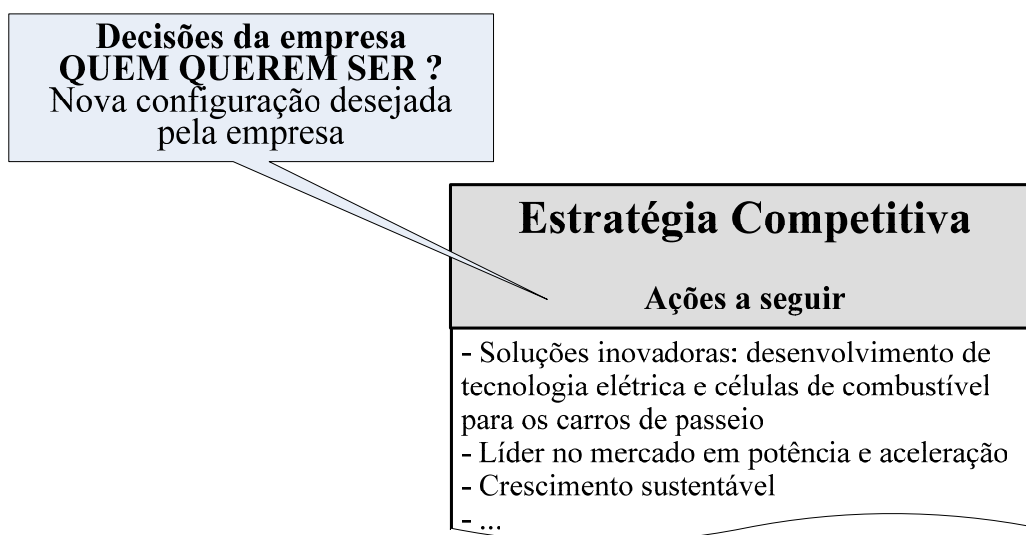 Decisões da empresa
QUEM QUEREM SER ?
Nova configuração desejada
pela empresa
Estratégia Competitiva
Ações a seguir
- Soluções inovadoras: desenvolvimento de
tecnologia elétrica e células de combustível
para os carros de passeio
- Líder no mercado em potência e aceleração
- Crescimento sustentável
- ...